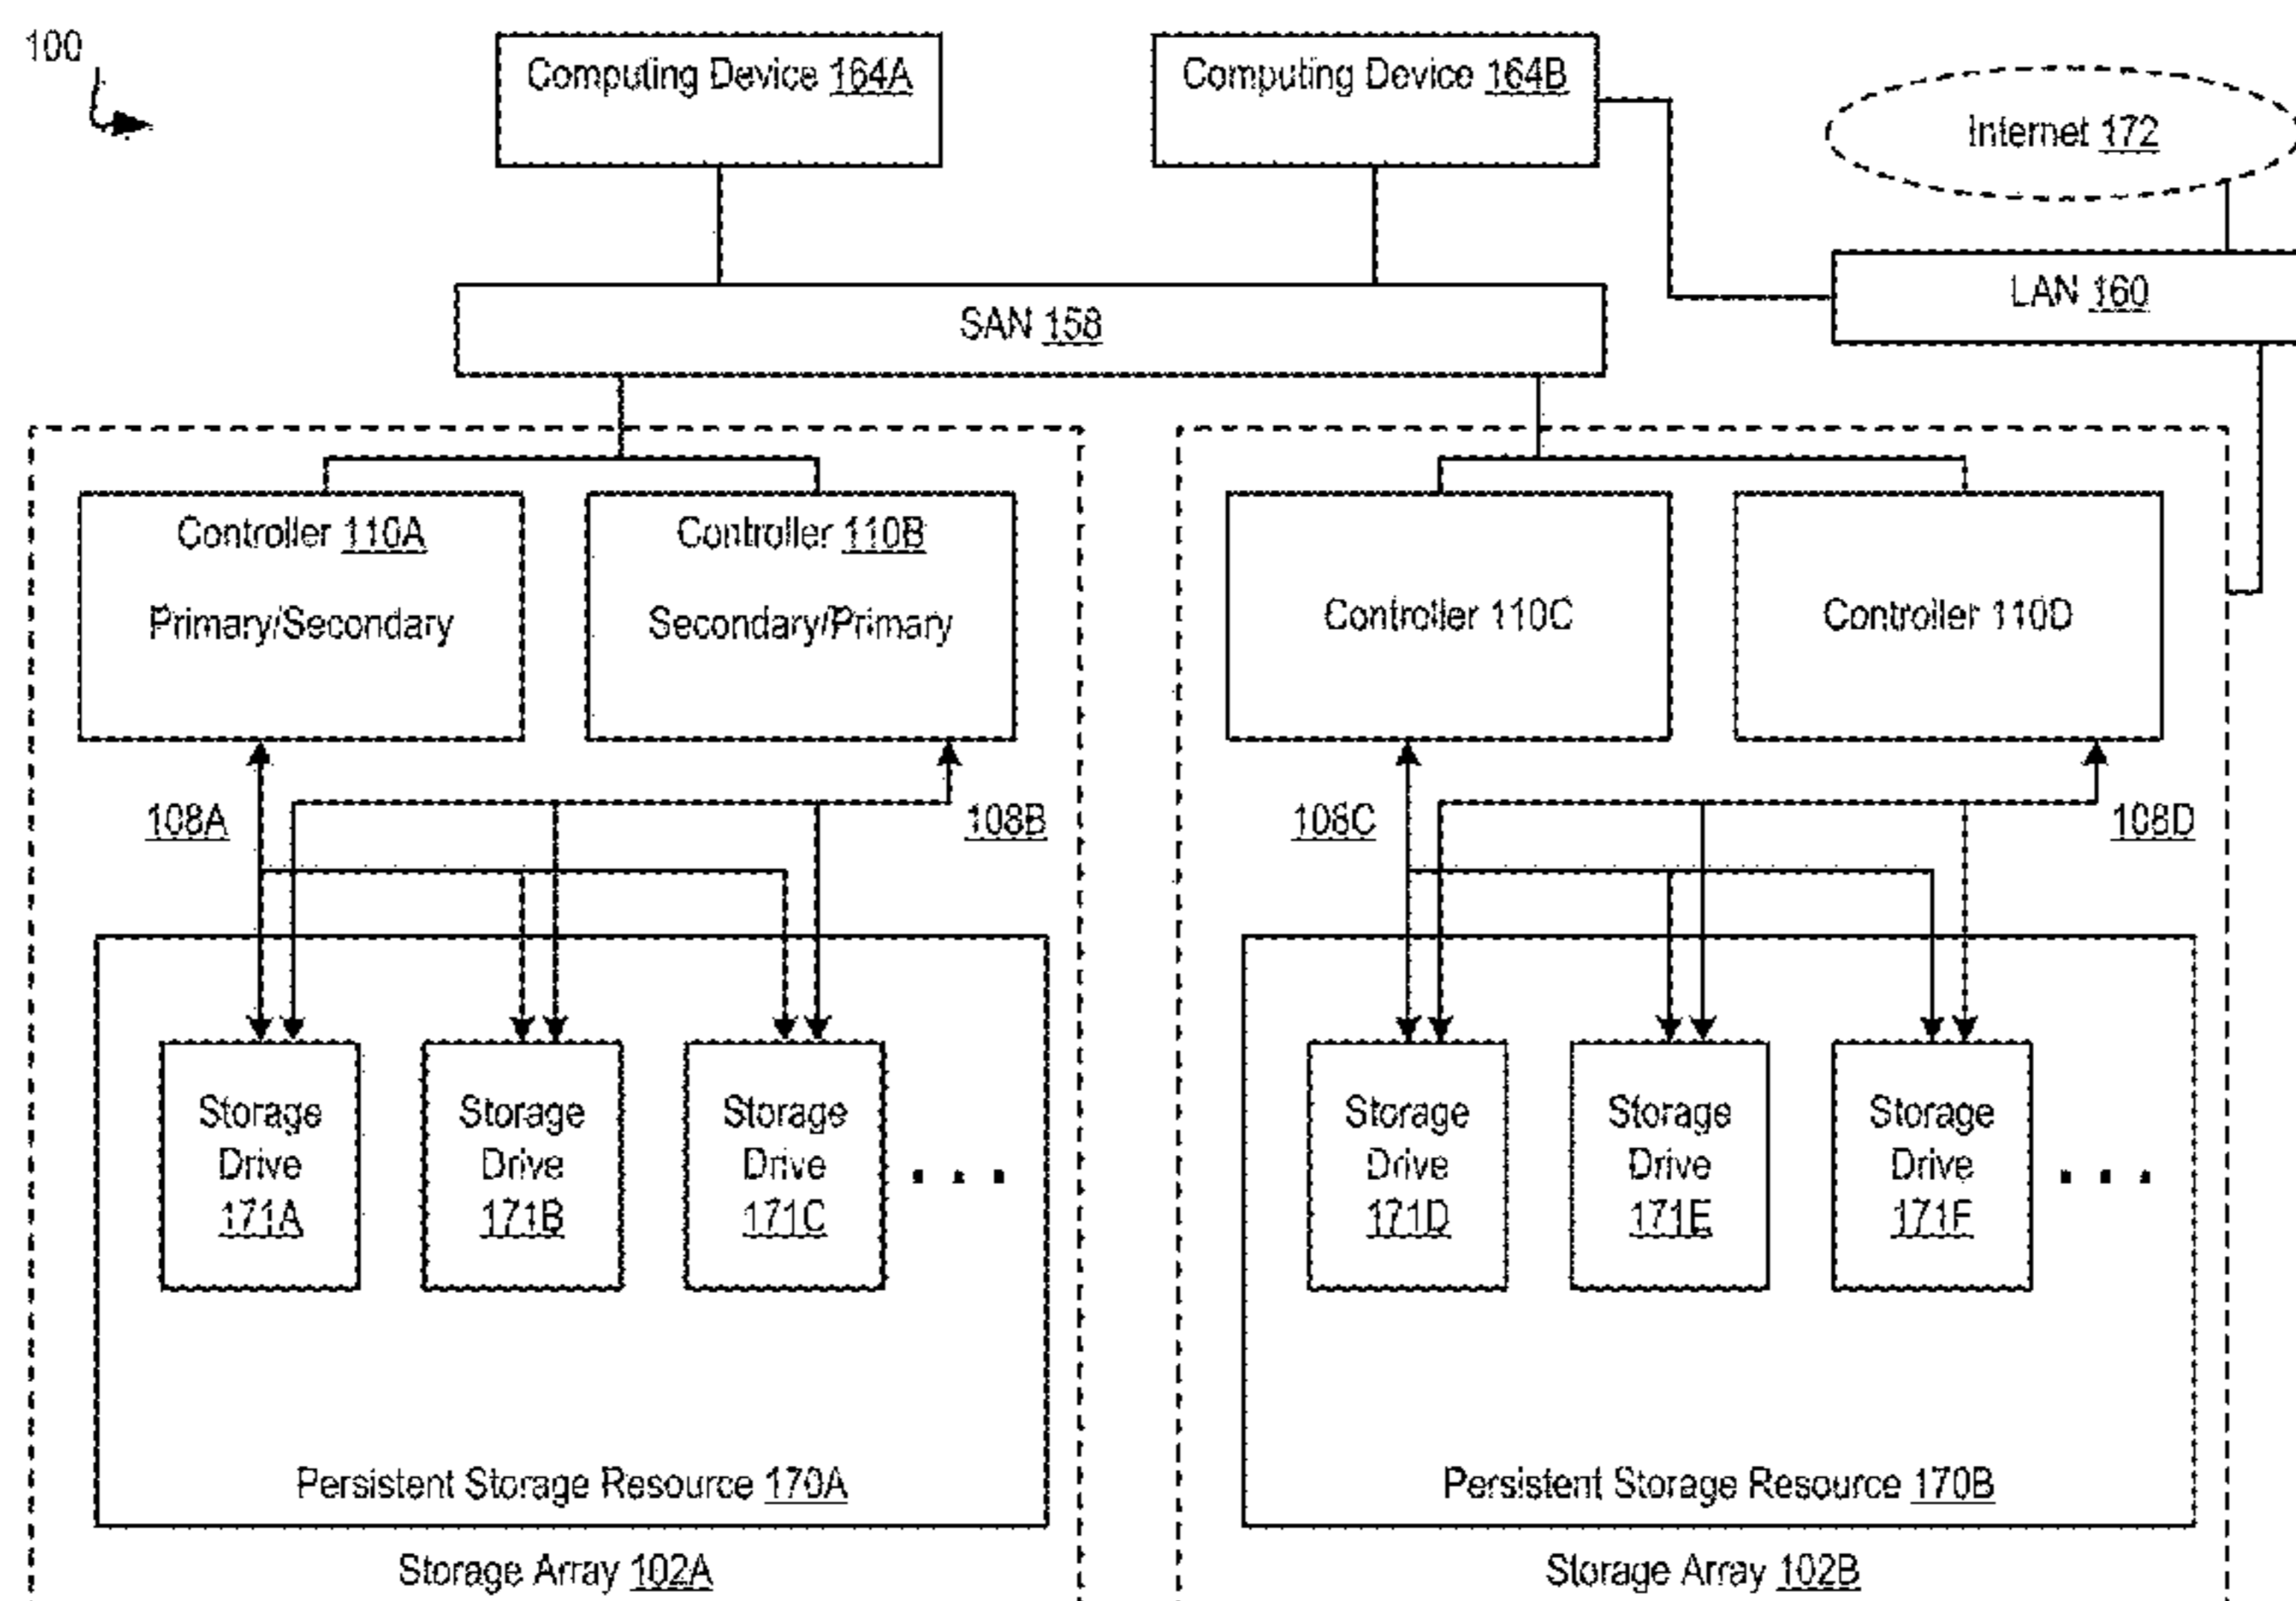 100
Computing Device 164A
Computing Device 164B
Internet 172
LAN 160
SAN 158
Controller 110A
Primary/Secondary
Controller 110B
Secondary/Primary
Controller 110C
Controller 110D
108A
108B
108C
108D
Storage
Drive
171A
Storage
Drive
171B
Storage
Drive
171C
...
Storage
Drive
171D
Storage
Drive
171E
Storage
Drive
171F
...
Persistent Storage Resource 170A
Persistent Storage Resource 170B
Storage Array 102A
Storage Array 102B